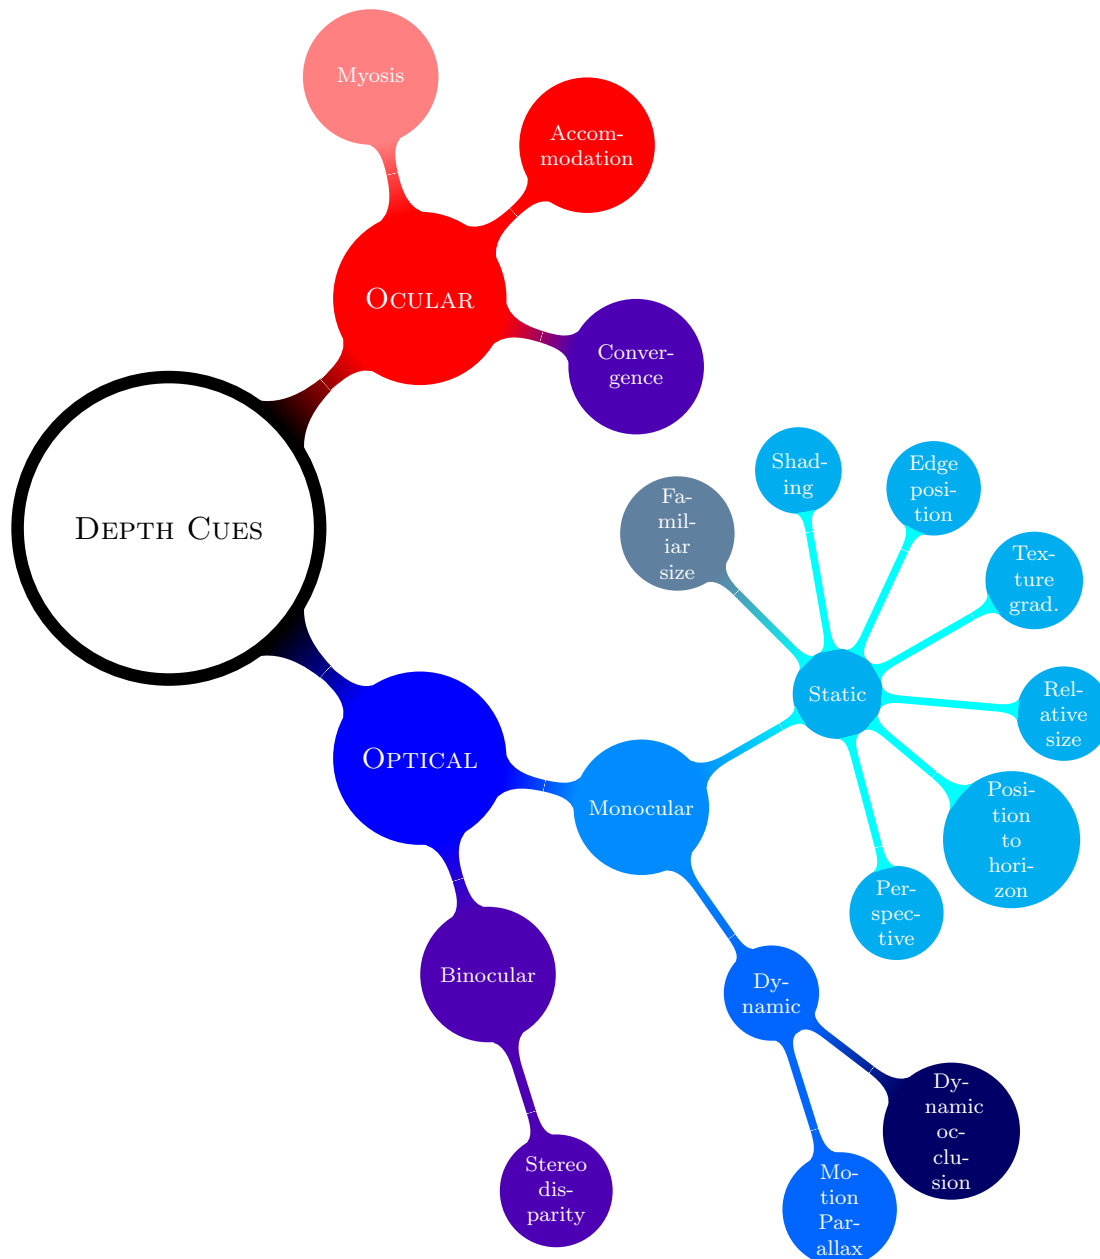 Myosis
Accom-
modation
OCULAR
Conver-
gence
DEPTH CUES
Shad-
ing
Edge
posi-
tion
Fa-
mil-
iar
size
Tex-
ture
grad.
Static
Rel-
ative
size
OPTICAL
Monocular
Posi-
tion
to
hori-
zon
Per-
spec-
tive
Binocular
Dy-
namic
Dy-
namic
oc-
clu-
sion
Stereo
dis-
parity
Mo-
tion
Par-
allax